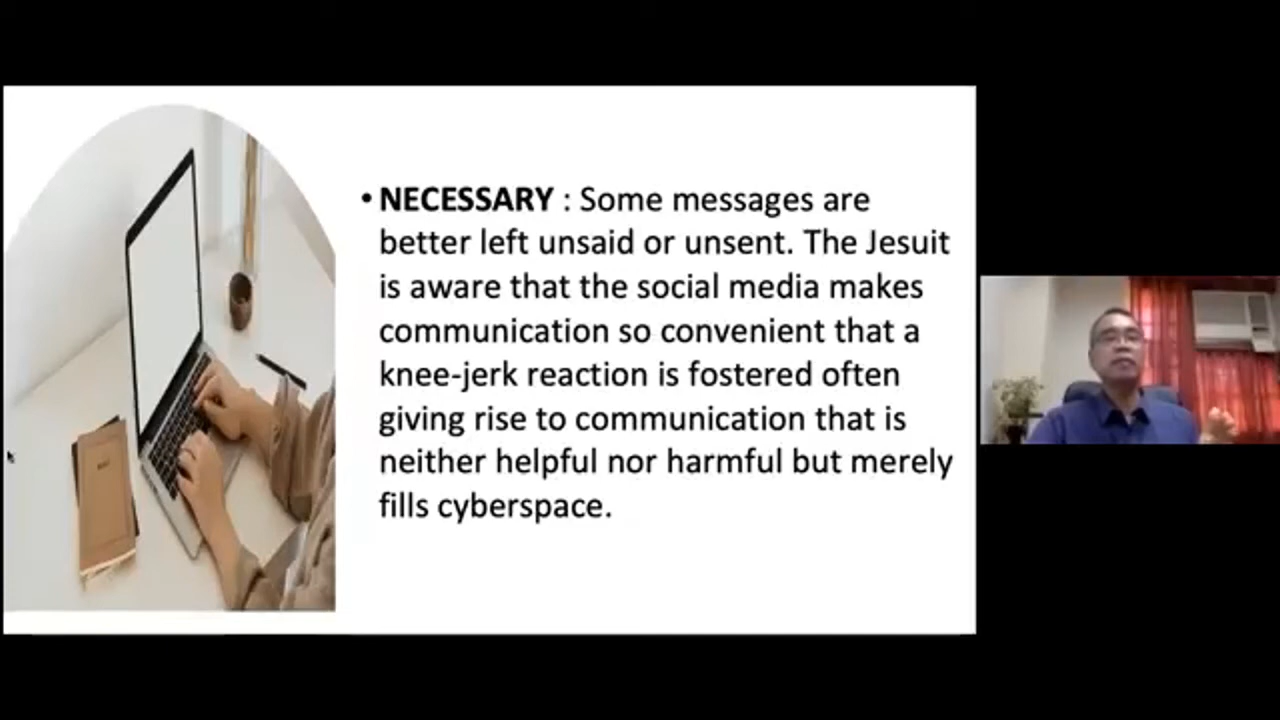 • NECESSARY : Some messages are
better left unsaid or unsent. The Jesuit
is aware that the social media makes
communication so convenient that a
knee-jerk reaction is fostered often
giving rise to communication that is
neither helpful nor harmful but merely
fills cyberspace.